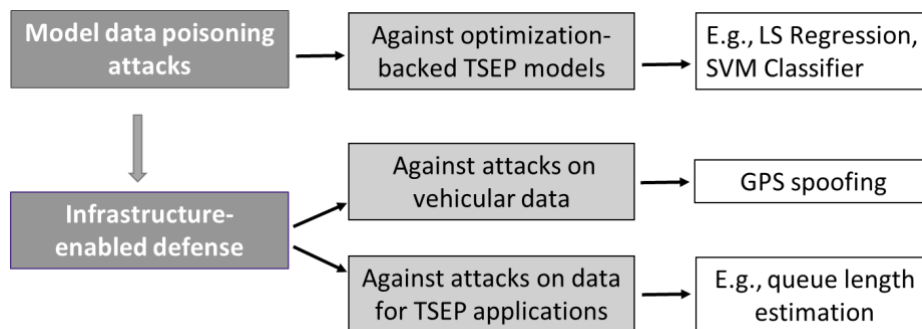 Model data poisoning
attacks
Against optimization-
backed TSEP models
E.g., LS Regression,
SVM Classifier
Infrastructure-
enabled defense
Against attacks on
vehicular data
GPS spoofing
Against attacks on data
for TSEP applications
E.g., queue length
estimation